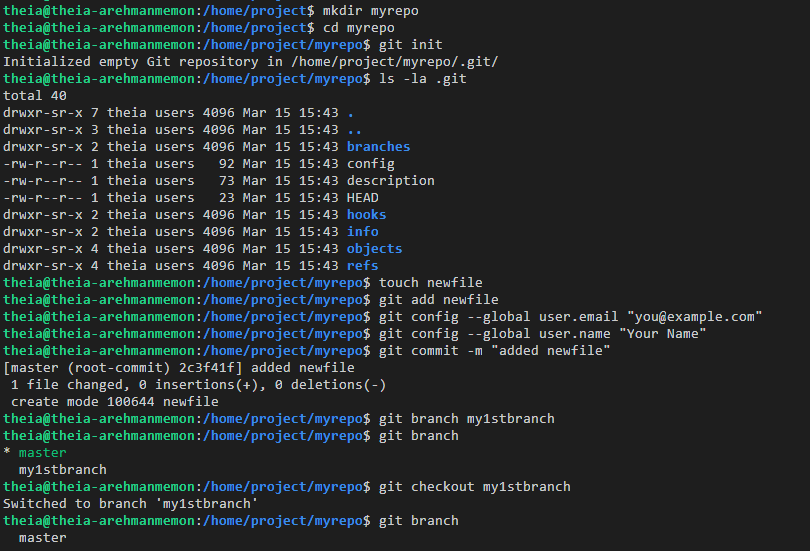 theia@theia-arehmanmemon:/home/project$ mkdir myrepo
theia@theia-arehmanmemon:/home/project$ cd myrepo
theia@theia-arehmanmemon:/home/project/myrepo$ git init
Initialized empty Git repository in /home/project/myrepo/.git/
theia@theia-arehmanmemon:/home/project/myrepo$ ls -la .git
total 40
drwxr-sr-x 7 theia users 4096 Mar 15 15:43 .
drwxr-sr-x 3 theia users 4096 Mar 15 15:43 ..
drwxr-sr-x 2 theia users 4096 Mar 15 15:43 branches
-rw-r--r-- 1 theia users   92 Mar 15 15:43 config
-rw-r--r-- 1 theia users   73 Mar 15 15:43 description
-rw-r--r-- 1 theia users   23 Mar 15 15:43 HEAD
drwxr-sr-x 2 theia users 4096 Mar 15 15:43 hooks
drwxr-sr-x 2 theia users 4096 Mar 15 15:43 info
drwxr-sr-x 4 theia users 4096 Mar 15 15:43 objects
drwxr-sr-x 4 theia users 4096 Mar 15 15:43 refs
theia@theia-arehmanmemon:/home/project/myrepo$ touch newfile
theia@theia-arehmanmemon:/home/project/myrepo$ git add newfile
theia@theia-arehmanmemon:/home/project/myrepo$ git config --global user.email "you@example.com"
theia@theia-arehmanmemon:/home/project/myrepo$ git config --global user.name "Your Name"
theia@theia-arehmanmemon:/home/project/myrepo$ git commit -m "added newfile"
[master (root-commit) 2c3f41f] added newfile
 1 file changed, 0 insertions(+), 0 deletions(-)
 create mode 100644 newfile
theia@theia-arehmanmemon:/home/project/myrepo$ git branch my1stbranch
theia@theia-arehmanmemon:/home/project/myrepo$ git branch
* master
  my1stbranch
theia@theia-arehmanmemon:/home/project/myrepo$ git checkout my1stbranch
Switched to branch 'my1stbranch'
theia@theia-arehmanmemon:/home/project/myrepo$ git branch
  master